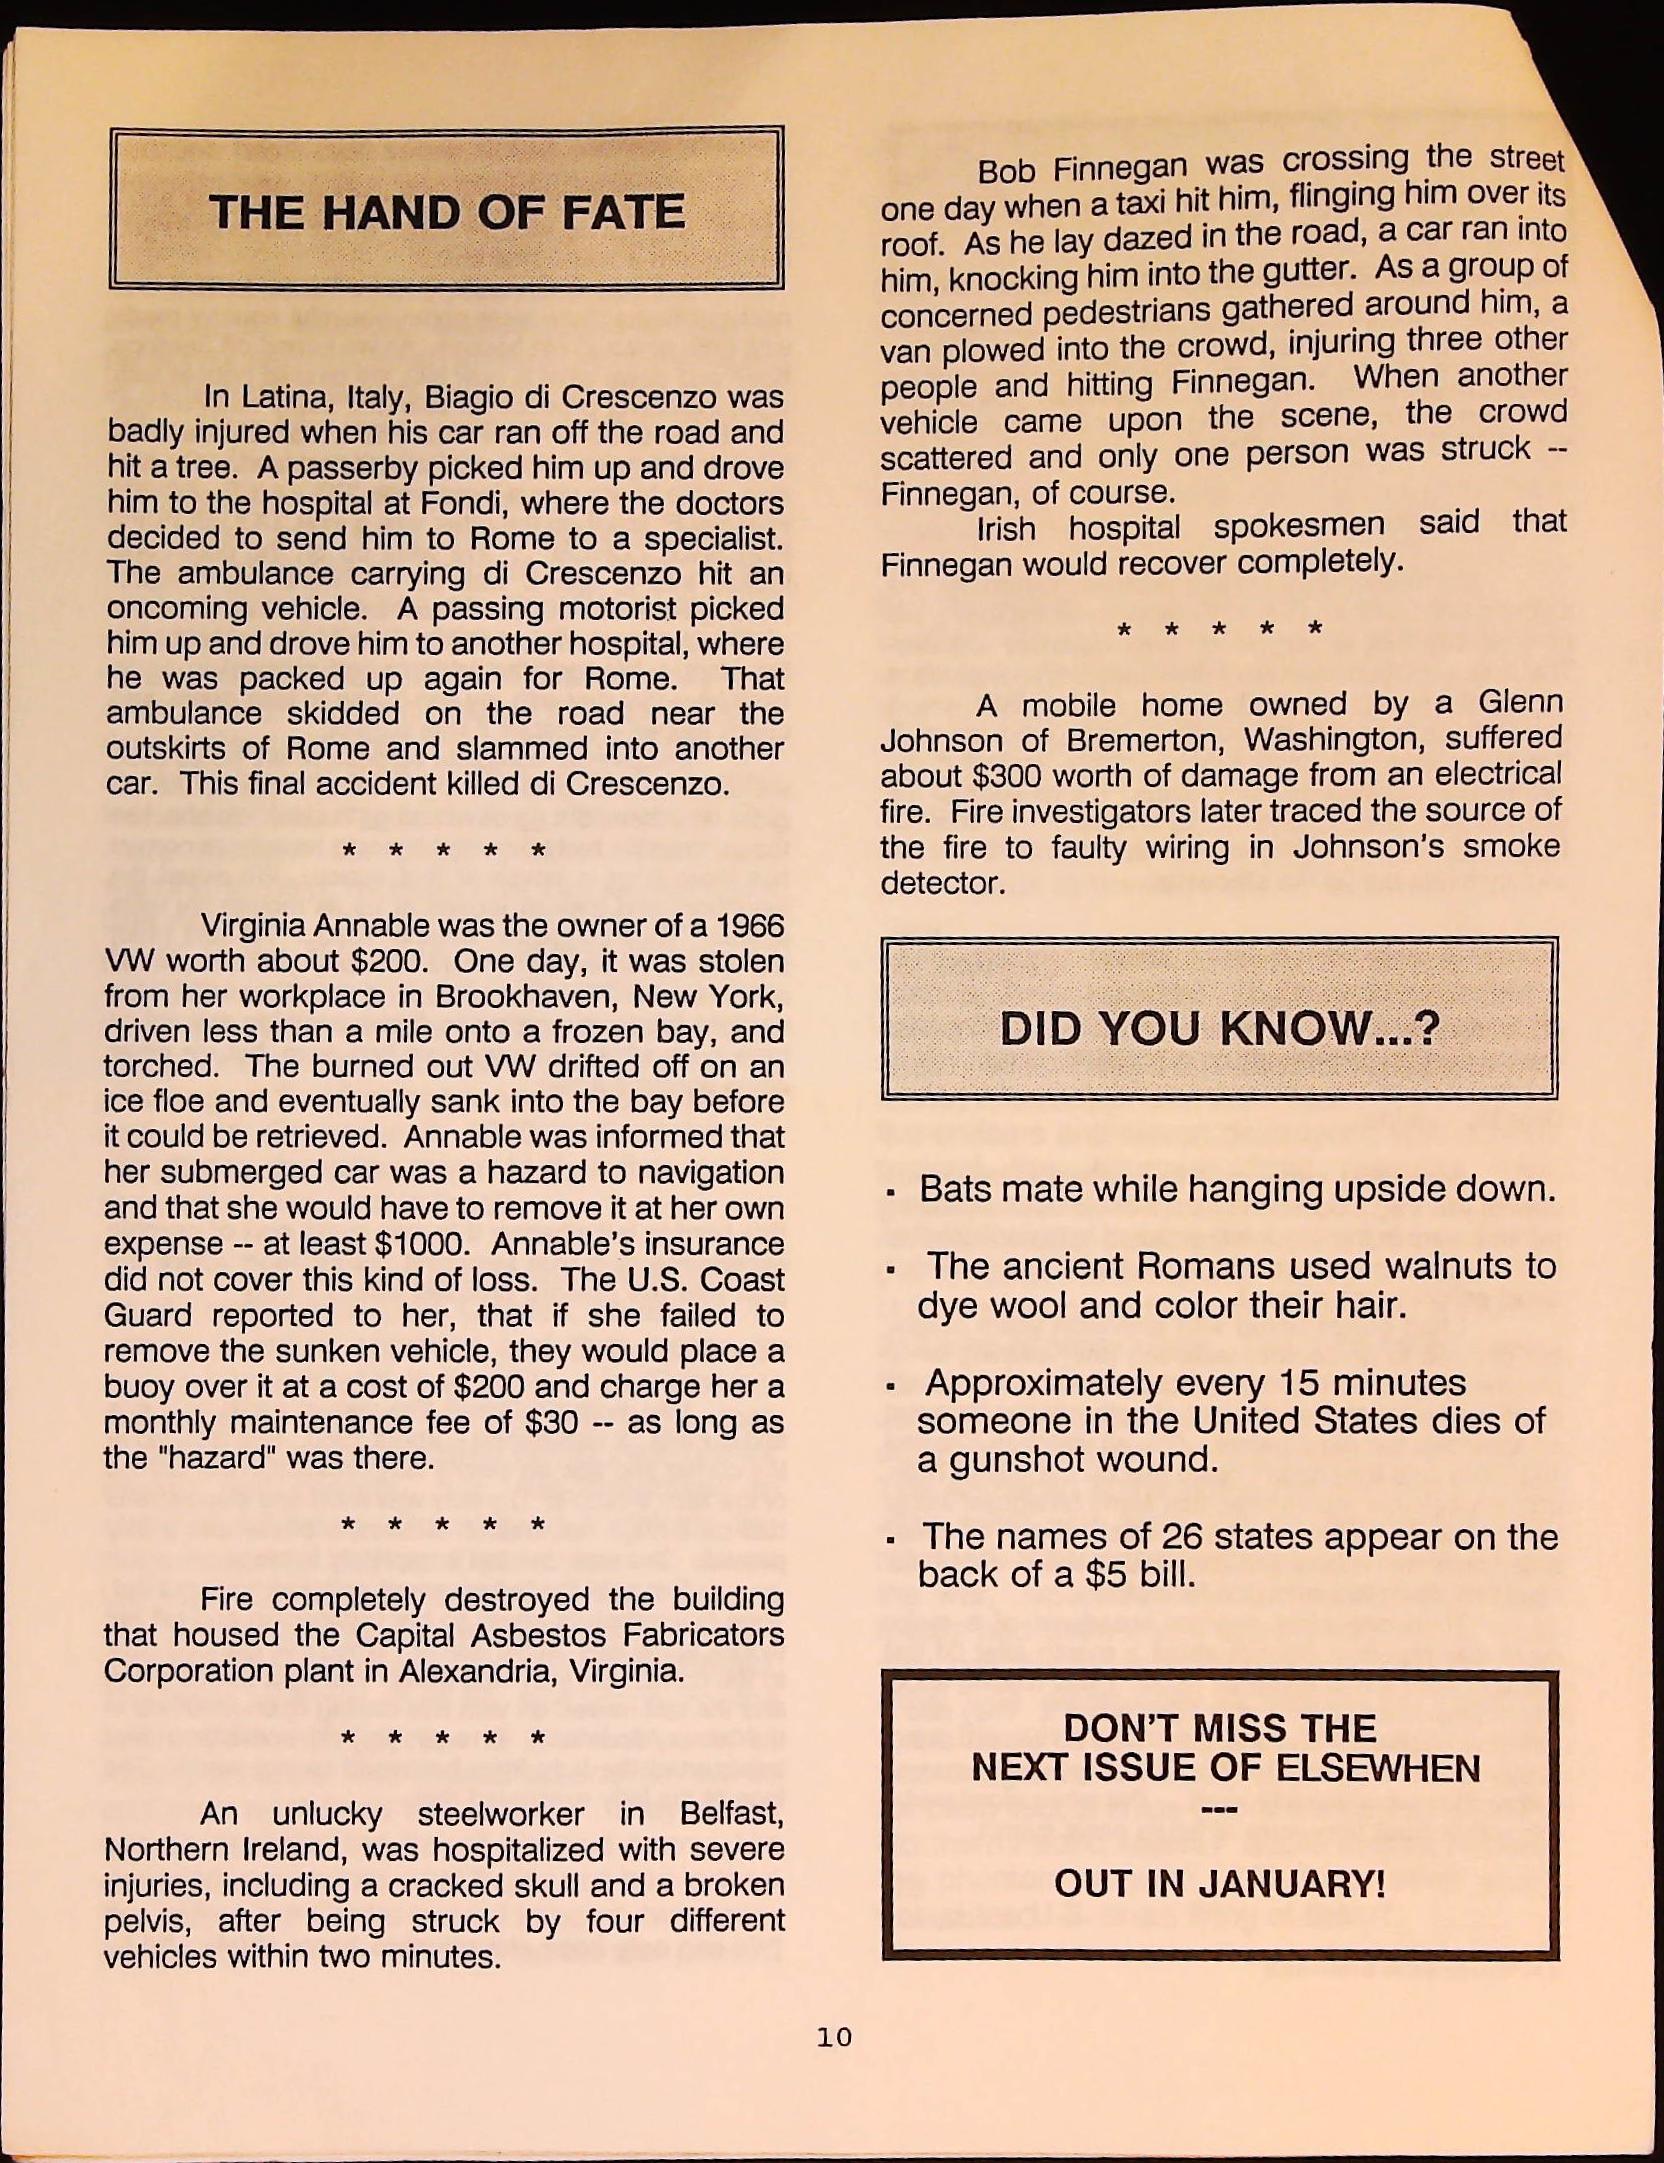 THE HAND OF FATE
In Latina, Italy, Biagio di Crescenzo was
badly injured when his car ran off the road and
hit a tree. A passerby picked him up and drove
him to the hospital at Fondi, where the doctors
decided to send him to Rome to a specialist.
The ambulance carrying di Crescenzo hit an
oncoming vehicle. A passing motorist picked
him up and drove him to another hospital, where
he was packed up again for Rome. That
ambulance skidded on the road near the
outskirts of Rome and slammed into another
car. This final accident killed di Crescenzo.
* * * * *
Virginia Annable was the owner of a 1966
VW worth about $200. One day, it was stolen
from her workplace in Brookhaven, New York,
driven less than a mile onto a frozen bay, and
torched. The burned out VW drifted off on an
ice floe and eventually sank into the bay before
it could be retrieved. Annable was informed that
her submerged car was a hazard to navigation
and that she would have to remove it at her own
expense -- at least $1000. Annable's insurance
did not cover this kind of loss. The U.S. Coast
Guard reported to her, that if she failed to
remove the sunken vehicle, they would place a
buoy over it at a cost of $200 and charge her a
monthly maintenance fee of $30 -- as long as
the "hazard" was there.
* * * * *
Fire completely destroyed the building
that housed the Capital Asbestos Fabricators
Corporation plant in Alexandria, Virginia.
* * * * *
An unlucky steelworker in Belfast,
Northern Ireland, was hospitalized with severe
injuries, including a cracked skull and a broken
pelvis, after being struck by four different
vehicles within two minutes.
Bob Finnegan was crossing the street
one day when a taxi hit him, flinging him over its
roof. As he lay dazed in the road, a car ran into
him, knocking him into the gutter. As a group of
concerned pedestrians gathered around him, a
van plowed into the crowd, injuring three other
people and hitting Finnegan. When another
vehicle came upon the scene, the crowd
scattered and only one person was struck --
Finnegan, of course.
Irish hospital spokesmen said that
Finnegan would recover completely.
* * * * *
A mobile home owned by a Glenn
Johnson of Bremerton, Washington, suffered
about $300 worth of damage from an electrical
fire. Fire investigators later traced the source of
the fire to faulty wiring in Johnson's smoke
detector.
DID YOU KNOW...?
▪ Bats mate while hanging upside down.
▪ The ancient Romans used walnuts to
dye wool and color their hair.
▪ Approximately every 15 minutes
someone in the United States dies of
a gunshot wound.
▪ The names of 26 states appear on the
back of a $5 bill.
DON'T MISS THE
NEXT ISSUE OF ELSEWHEN
---
OUT IN JANUARY!
10